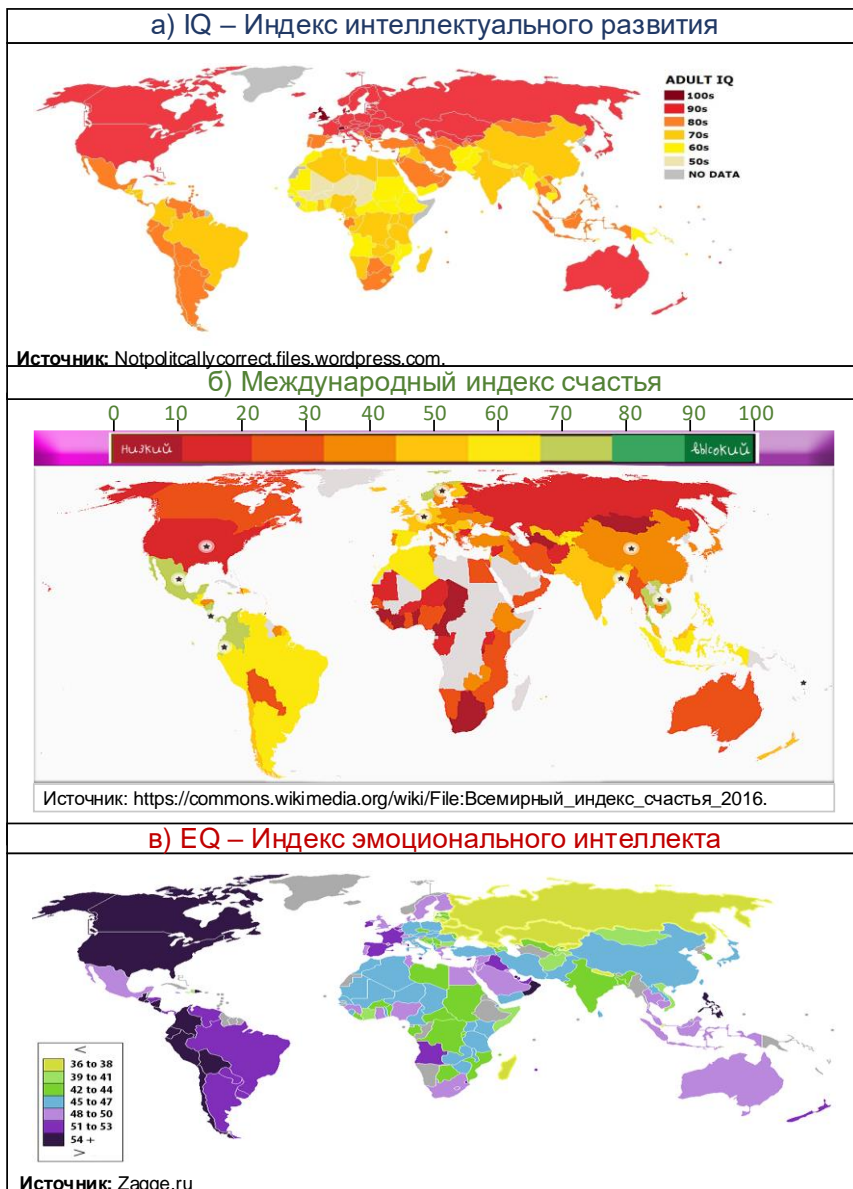 а) IQ – Индекс интеллектуального развития
ADULT IQ
100s
90s
80s
70s
60s
50s
NO DATA
Источник: Notpolitcallycorrect.files.wordpress.com.
б) Международный индекс счастья
0 10 20 30 40 50 60 70 80 90 100
низкий высокий
Источник: https://commons.wikimedia.org/wiki/File:Всемирный_индекс_счастья_2016.
в) EQ – Индекс эмоционального интеллекта
<
36 to 38
39 to 41
42 to 44
45 to 47
48 to 50
51 to 53
54 +
>
Источник: Zagge.ru